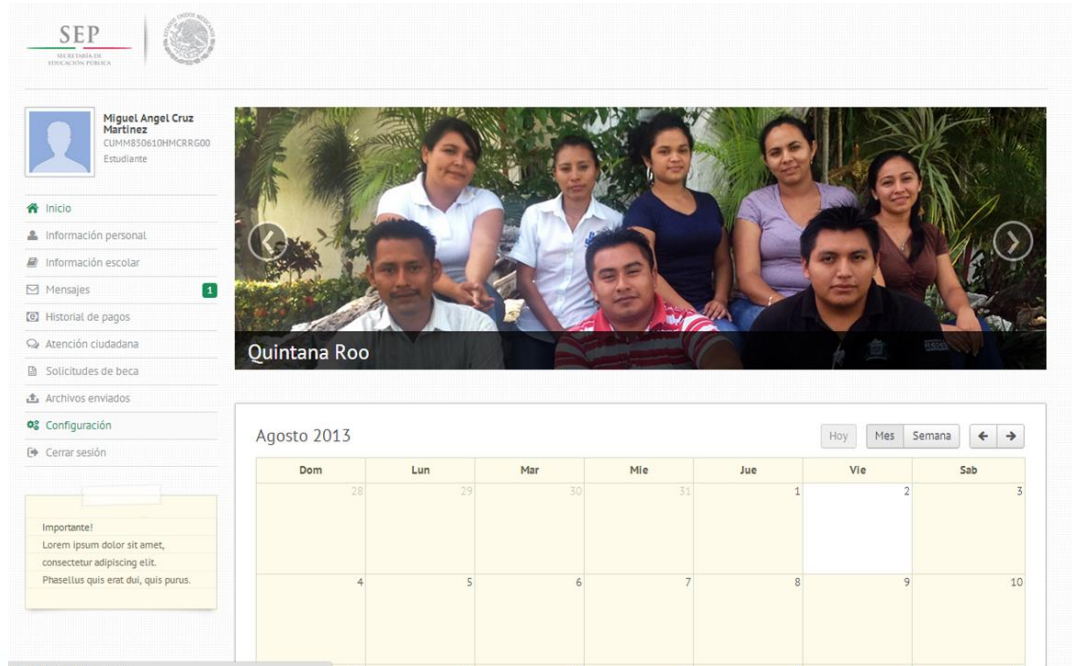 SEP
SECRETARÍA DE
EDUCACIÓN PÚBLICA
ESTADOS UNIDOS MEXICANOS
Miguel Angel Cruz
Martinez
CUMM850610HMCRRG00
Estudiante
Inicio
Información personal
Información escolar
Mensajes 1
Historial de pagos
Atención ciudadana
Solicitudes de beca
Archivos enviados
Configuración
Cerrar sesión
Importante!
Lorem ipsum dolor sit amet,
consectetur adipiscing elit.
Phasellus quis erat dui, quis purus.
Quintana Roo
Agosto 2013 Hoy Mes Semana
Dom Lun Mar Mie Jue Vie Sab
28 29 30 31 1 2 3
4 5 6 7 8 9 10